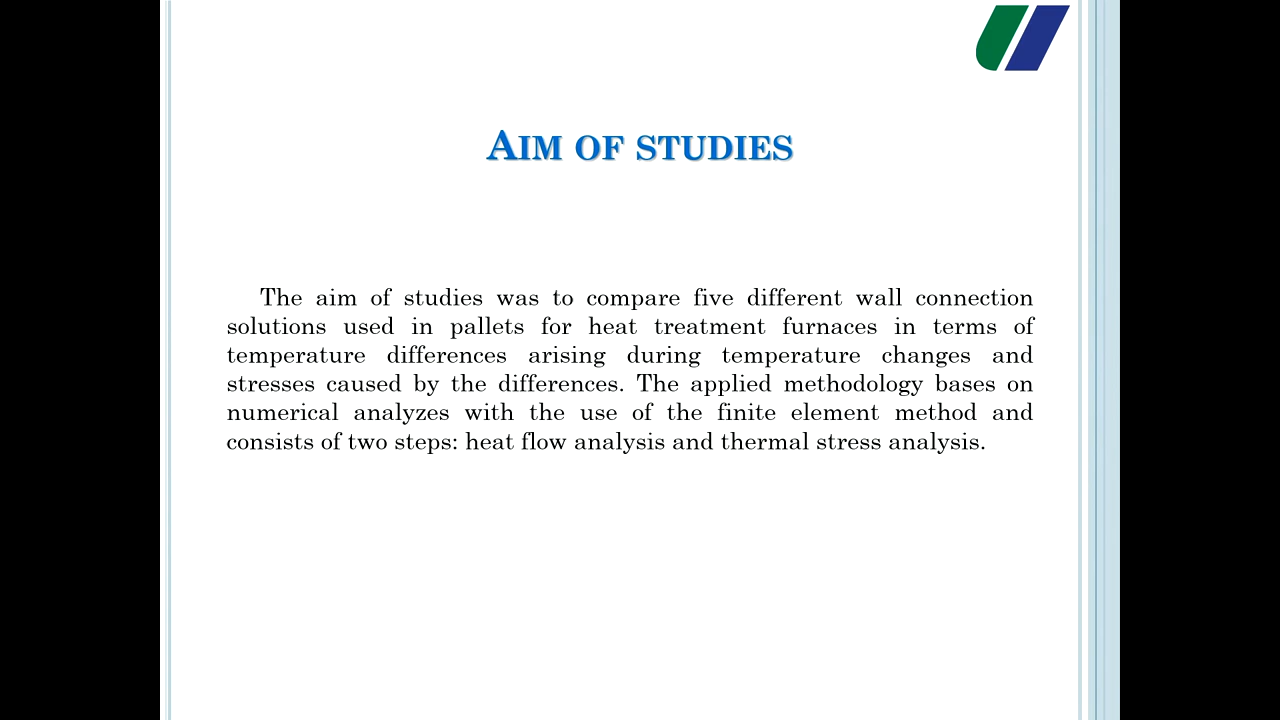 AIM OF STUDIES
The aim of studies was to compare five different wall connection
solutions used in pallets for heat treatment furnaces in terms of
temperature differences arising during temperature changes and
stresses caused by the differences. The applied methodology bases on
numerical analyzes with the use of the finite element method and
consists of two steps: heat flow analysis and thermal stress analysis.